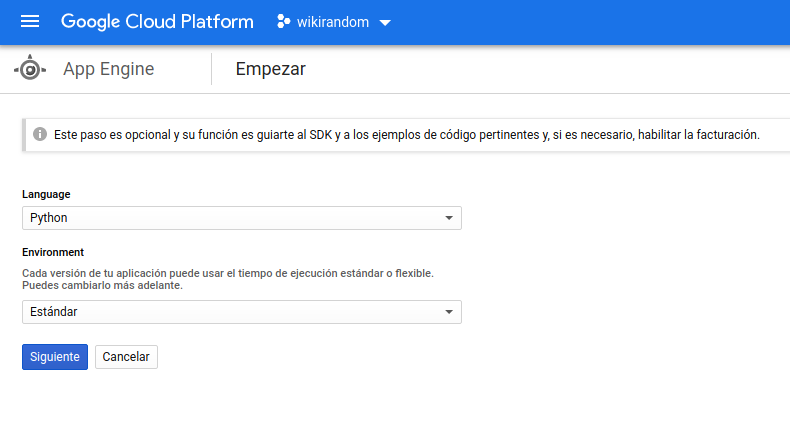 Google Cloud Platform wikirandom
App Engine Empezar
Este paso es opcional y su función es guiarte al SDK y a los ejemplos de código pertinentes y, si es necesario, habilitar la facturación.
Language
Python
Environment
Cada versión de tu aplicación puede usar el tiempo de ejecución estándar o flexible.
Puedes cambiarlo más adelante.
Estándar
Siguiente Cancelar